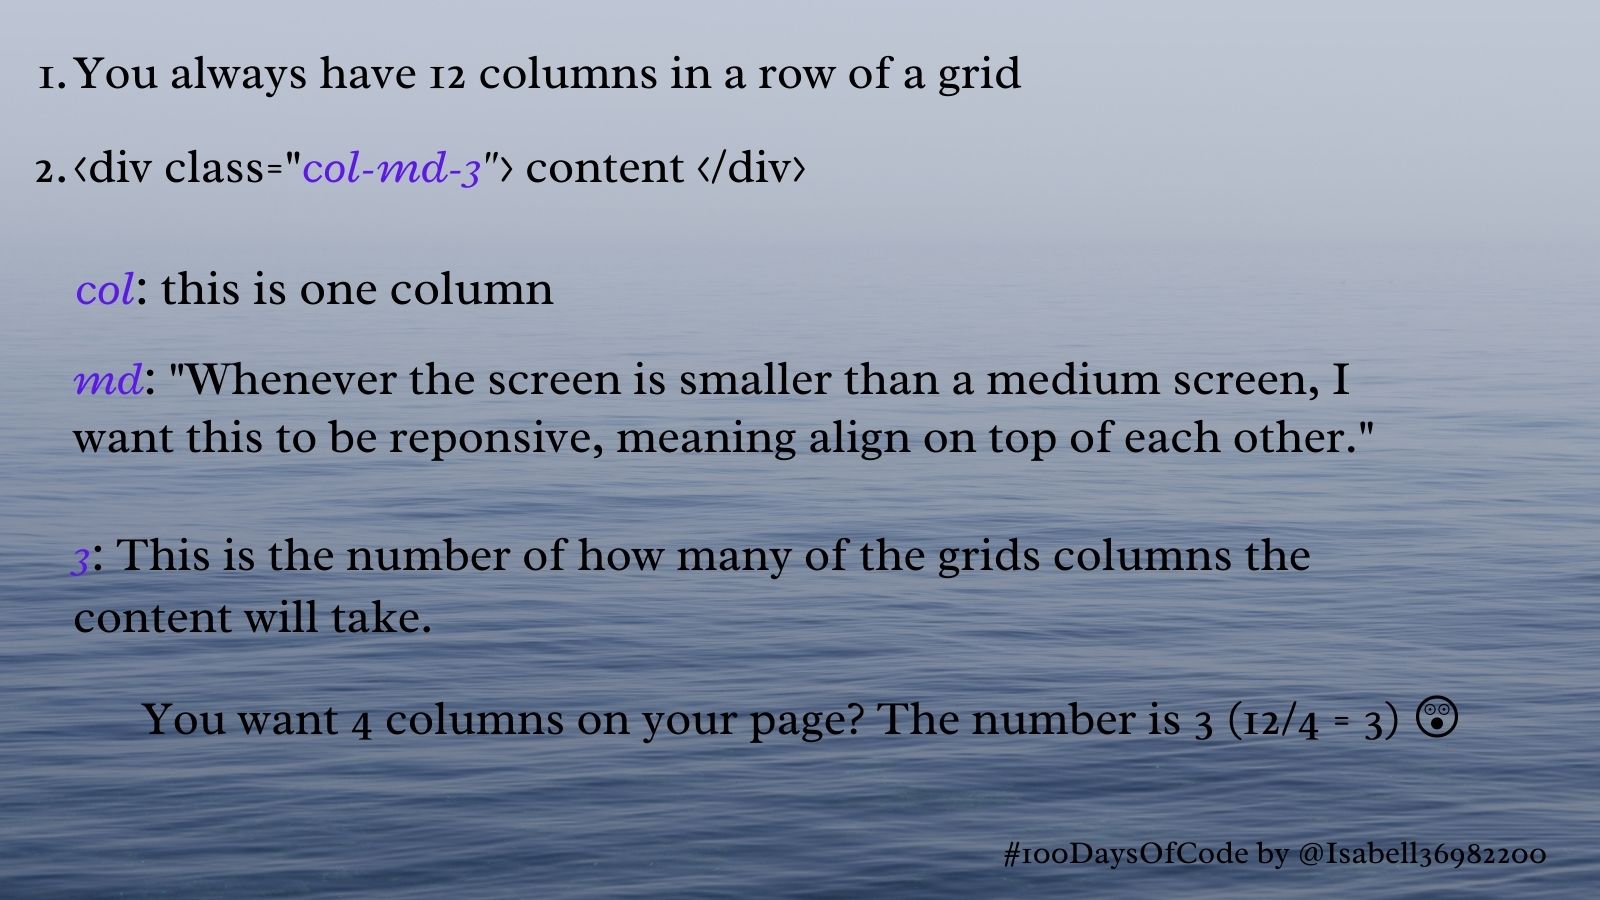 1. You always have 12 columns in a row of a grid
2. <div class="col-md-3"> content </div>
col: this is one column
md: "Whenever the screen is smaller than a medium screen, I
want this to be reponsive, meaning align on top of each other."
3: This is the number of how many of the grids columns the
content will take.
You want 4 columns on your page? The number is 3 (12/4 = 3) 😲
#100DaysOfCode by @Isabell36982200